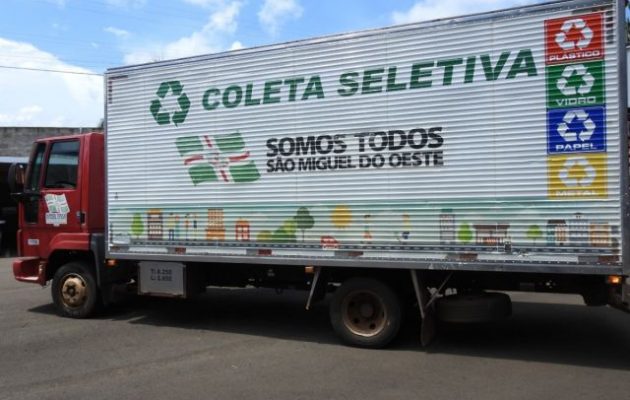 COLETA SELETIVA
SOMOS TODOS
SÃO MIGUEL DO OESTE
PLÁSTICO
VIDRO
PAPEL
METAL